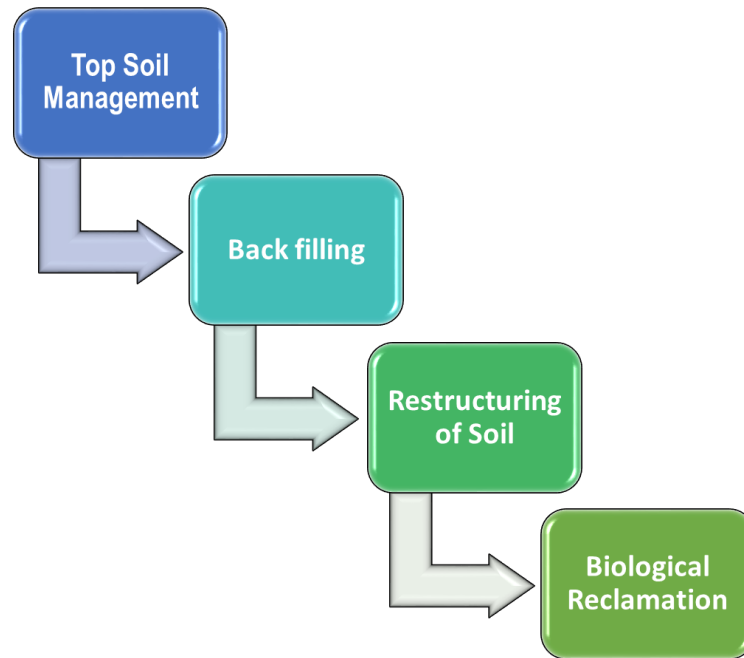 Top Soil
Management
Back filling
Restructuring
of Soil
Biological
Reclamation